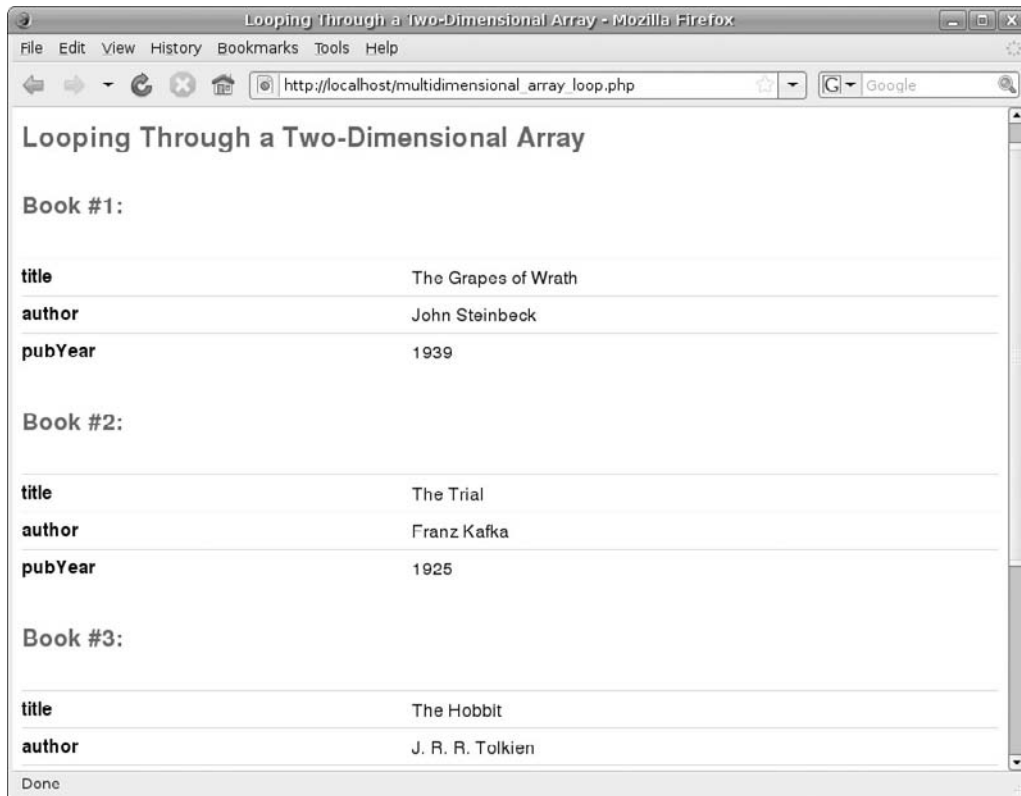 Looping Through a Two-Dimensional Array - Mozilla Firefox
File Edit View History Bookmarks Tools Help
http://localhost/multidimensional_array_loop.php
G Google
Looping Through a Two-Dimensional Array
Book #1:
title The Grapes of Wrath
author John Steinbeck
pubYear 1939
Book #2:
title The Trial
author Franz Kafka
pubYear 1925
Book #3:
title The Hobbit
author J. R. R. Tolkien
Done